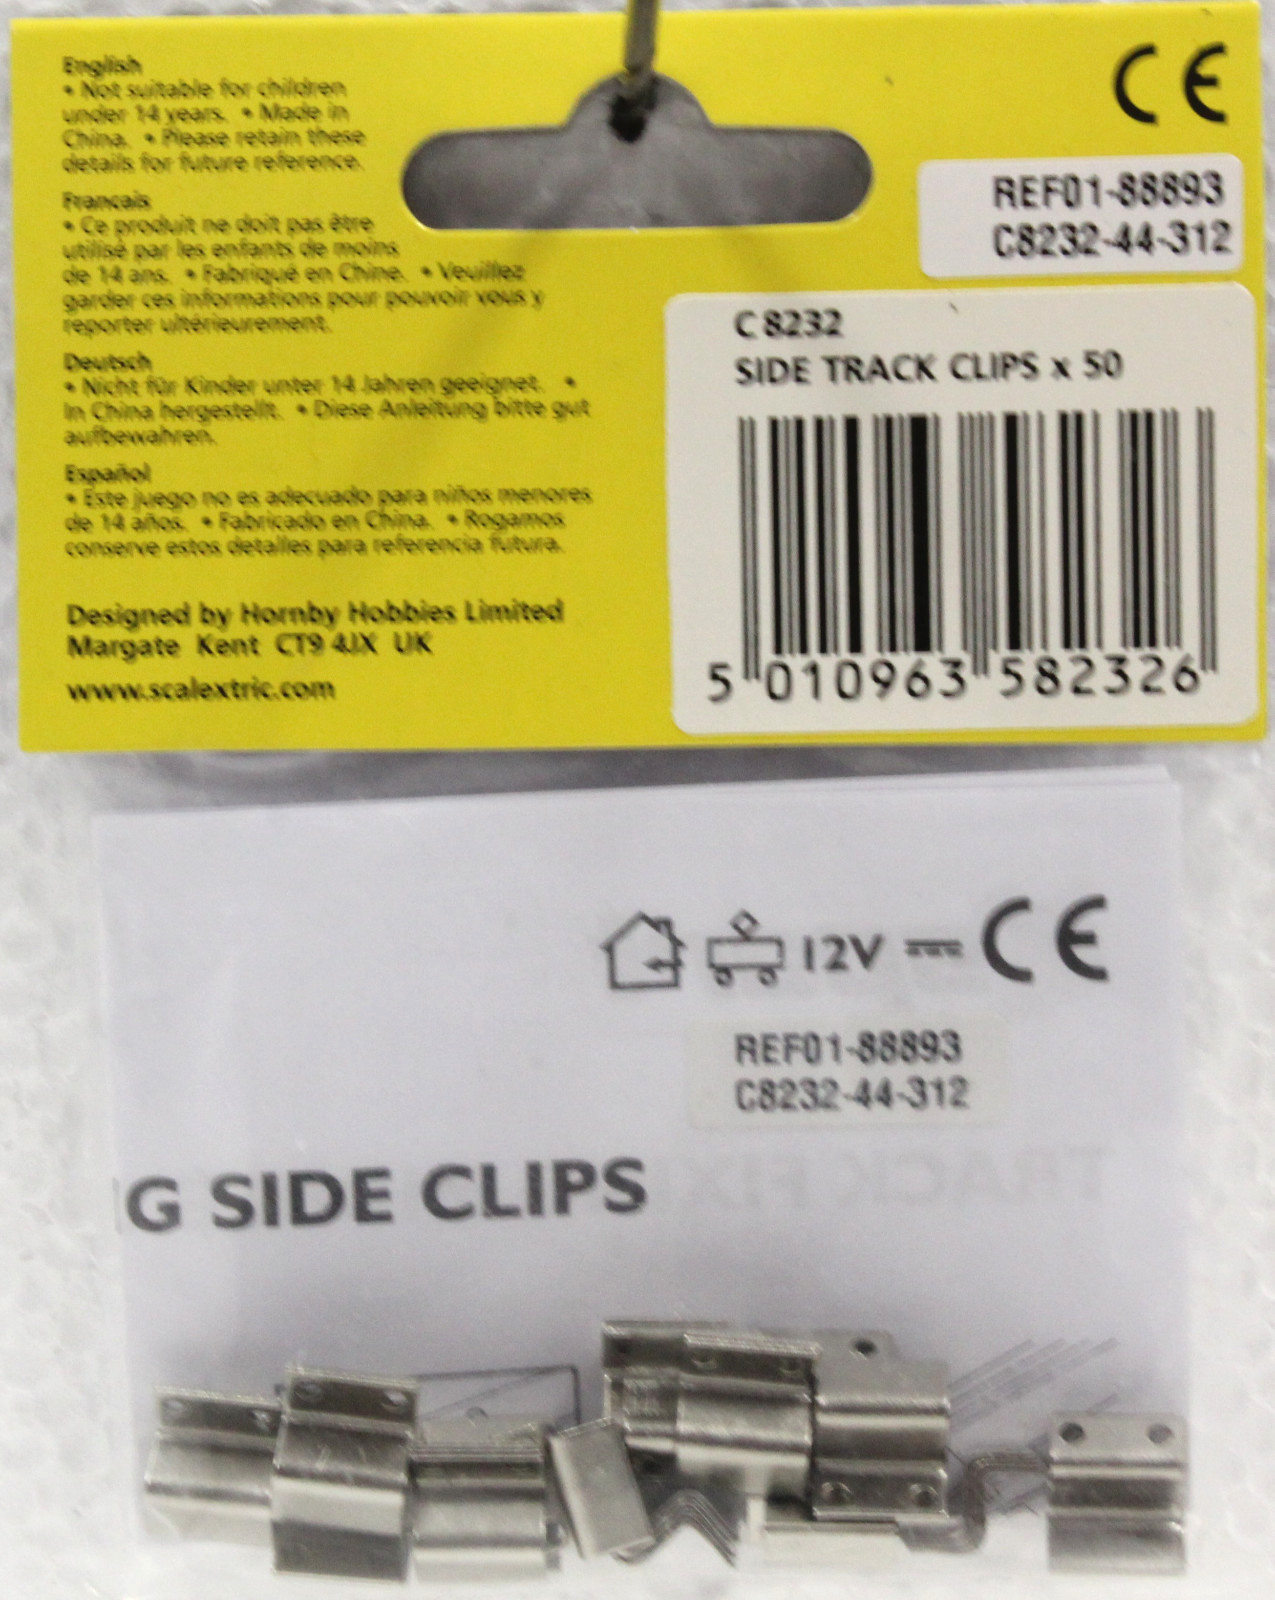 English
• Not suitable for children
under 14 years. • Made in
China. • Please retain these
details for future reference.
Francais
• Ce produit ne doit pas être
utilisé par les enfants de moins
de 14 ans. • Fabriqué en Chine. • Veuillez
garder ces informations pour pouvoir vous y
reporter ultérieurement.
Deutsch
• Nicht für Kinder unter 14 Jahren geeignet. •
In China hergestellt. • Diese Anleitung bitte gut
aufbewahren.
Español
• Este juego no es adecuado para niños menores
de 14 años. • Fabricado en China. • Rogamos
conserve estos detalles para referencia futura.
Designed by Hornby Hobbies Limited
Margate Kent CT9 4JX UK
www.scalextric.com
CE
REF01-88893
C8232-44-312
C8232
SIDE TRACK CLIPS x 50
5 010963 582326
12V CE
REF01-88893
C8232-44-312
G SIDE CLIPS